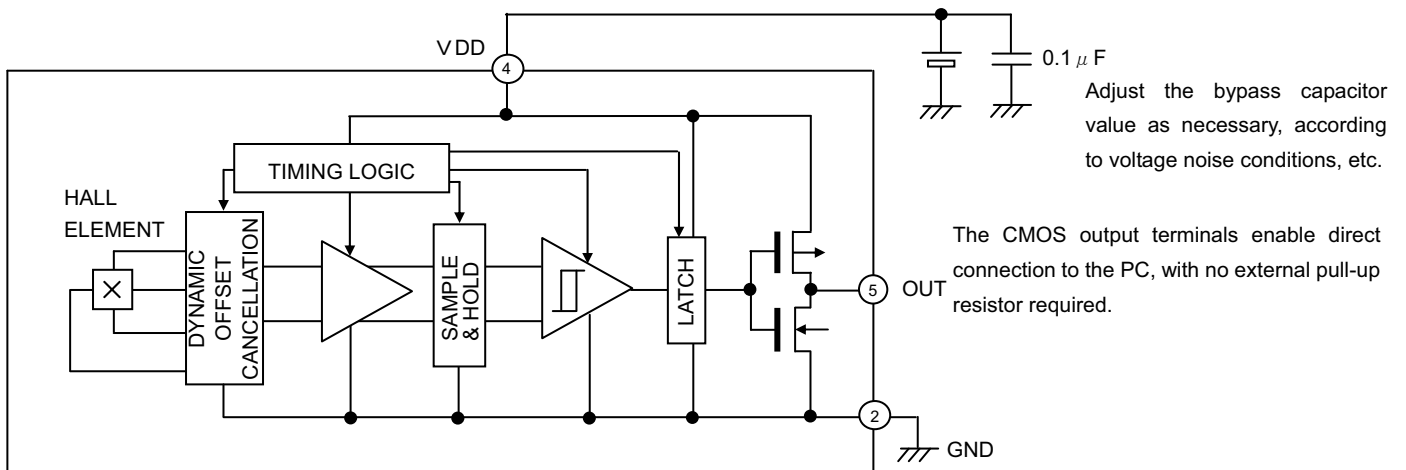 VDD
4
0.1 μ F
Adjust the bypass capacitor
value as necessary, according
to voltage noise conditions, etc.
TIMING LOGIC
HALL
ELEMENT
DYNAMIC
OFFSET
CANCELLATION
SAMPLE
& HOLD
LATCH
The CMOS output terminals enable direct
connection to the PC, with no external pull-up
resistor required.
5
OUT
2
GND